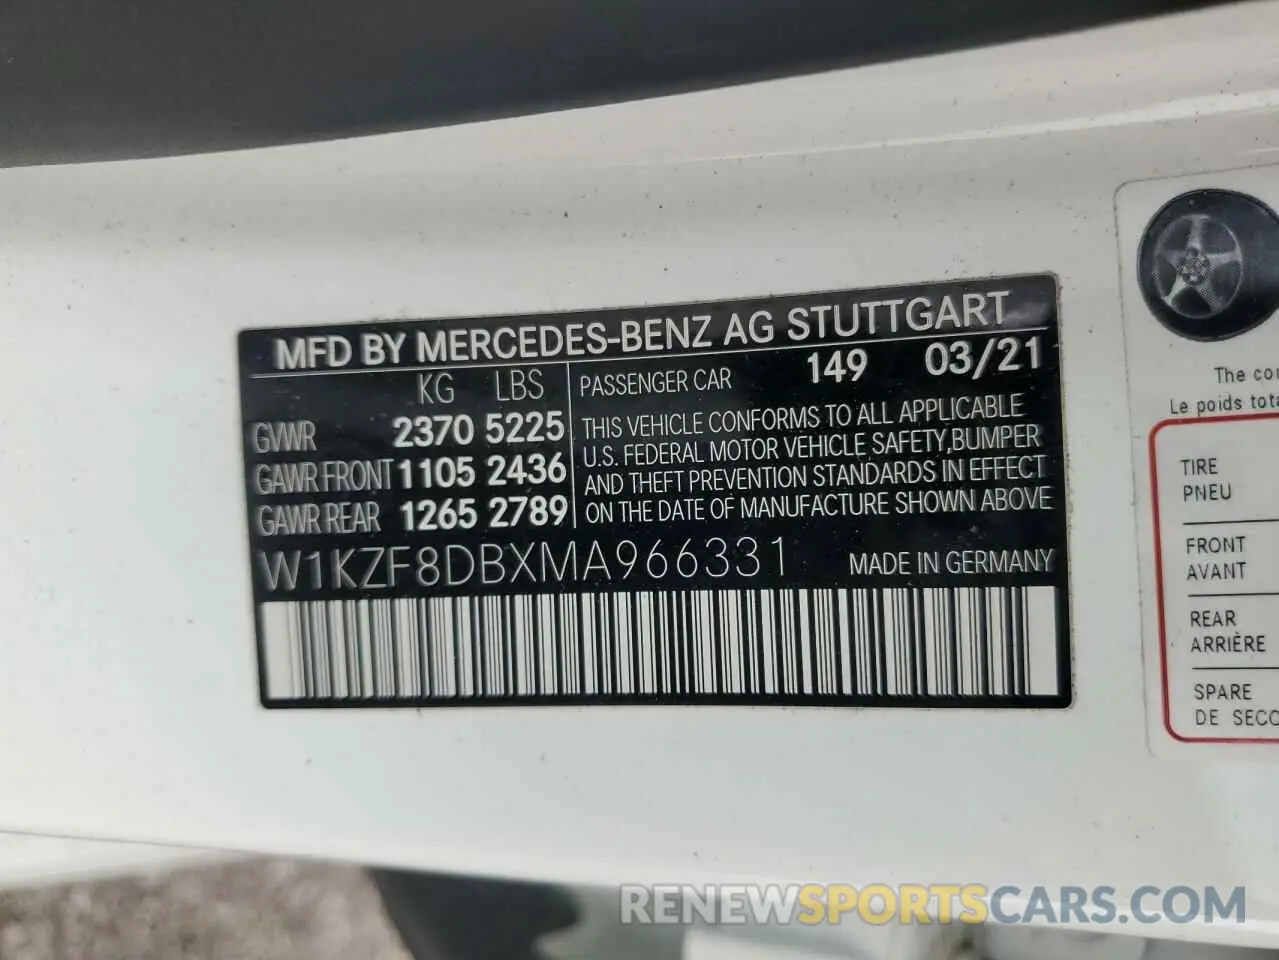 MFD BY MERCEDES-BENZ AG STUTTGART
KG LBS PASSENGER CAR 149 03/21
GVWR 2370 5225
GAWR FRONT 1105 2436
GAWR REAR 1265 2789
THIS VEHICLE CONFORMS TO ALL APPLICABLE
U.S. FEDERAL MOTOR VEHICLE SAFETY, BUMPER
AND THEFT PREVENTION STANDARDS IN EFFECT
ON THE DATE OF MANUFACTURE SHOWN ABOVE
W1KZF8DBXMA966331 MADE IN GERMANY
The
Le poids
TIRE
PNEU
FRONT
AVANT
REAR
ARRIÈRE
SPARE
DE
RENEWSPORTSCARS.COM